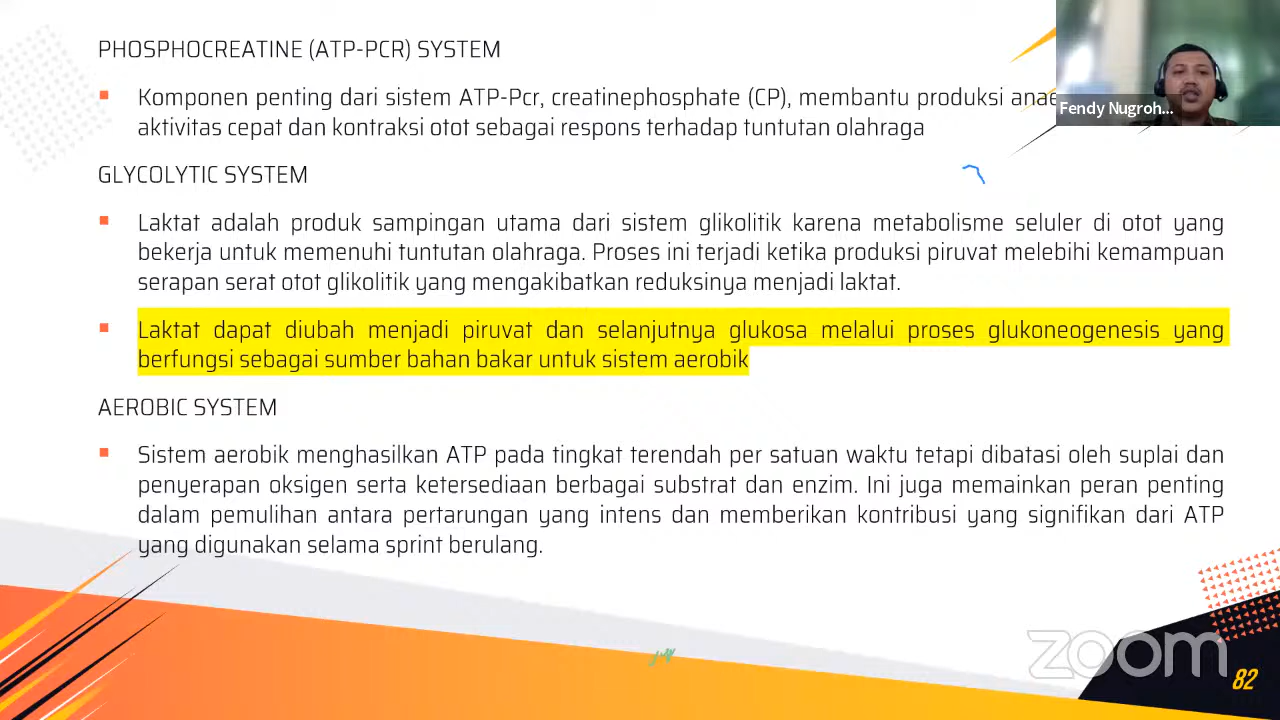 PHOSPHOCREATINE (ATP-PCR) SYSTEM
Komponen penting dari sistem ATP-Pcr, creatinephosphate (CP), membantu produksi
aktivitas cepat dan kontraksi otot sebagai respons terhadap tuntutan olahraga
Fendy Nugroh...
GLYCOLYTIC SYSTEM
Laktat adalah produk sampingan utama dari sistem glikolitik karena metabolisme seluler di otot yang
bekerja untuk memenuhi tuntutan olahraga. Proses ini terjadi ketika produksi piruvat melebihi kemampuan
serapan serat otot glikolitik yang mengakibatkan reduksinya menjadi laktat.
Laktat dapat diubah menjadi piruvat dan selanjutnya glukosa melalui proses glukoneogenesis yang
berfungsi sebagai sumber bahan bakar untuk sistem aerobik
AEROBIC SYSTEM
Sistem aerobik menghasilkan ATP pada tingkat terendah per satuan waktu tetapi dibatasi oleh suplai dan
penyerapan oksigen serta ketersediaan berbagai substrat dan enzim. Ini juga memainkan peran penting
dalam pemulihan antara pertarungan yang intens dan memberikan kontribusi yang signifikan dari ATP
yang digunakan selama sprint berulang.
zoom
82